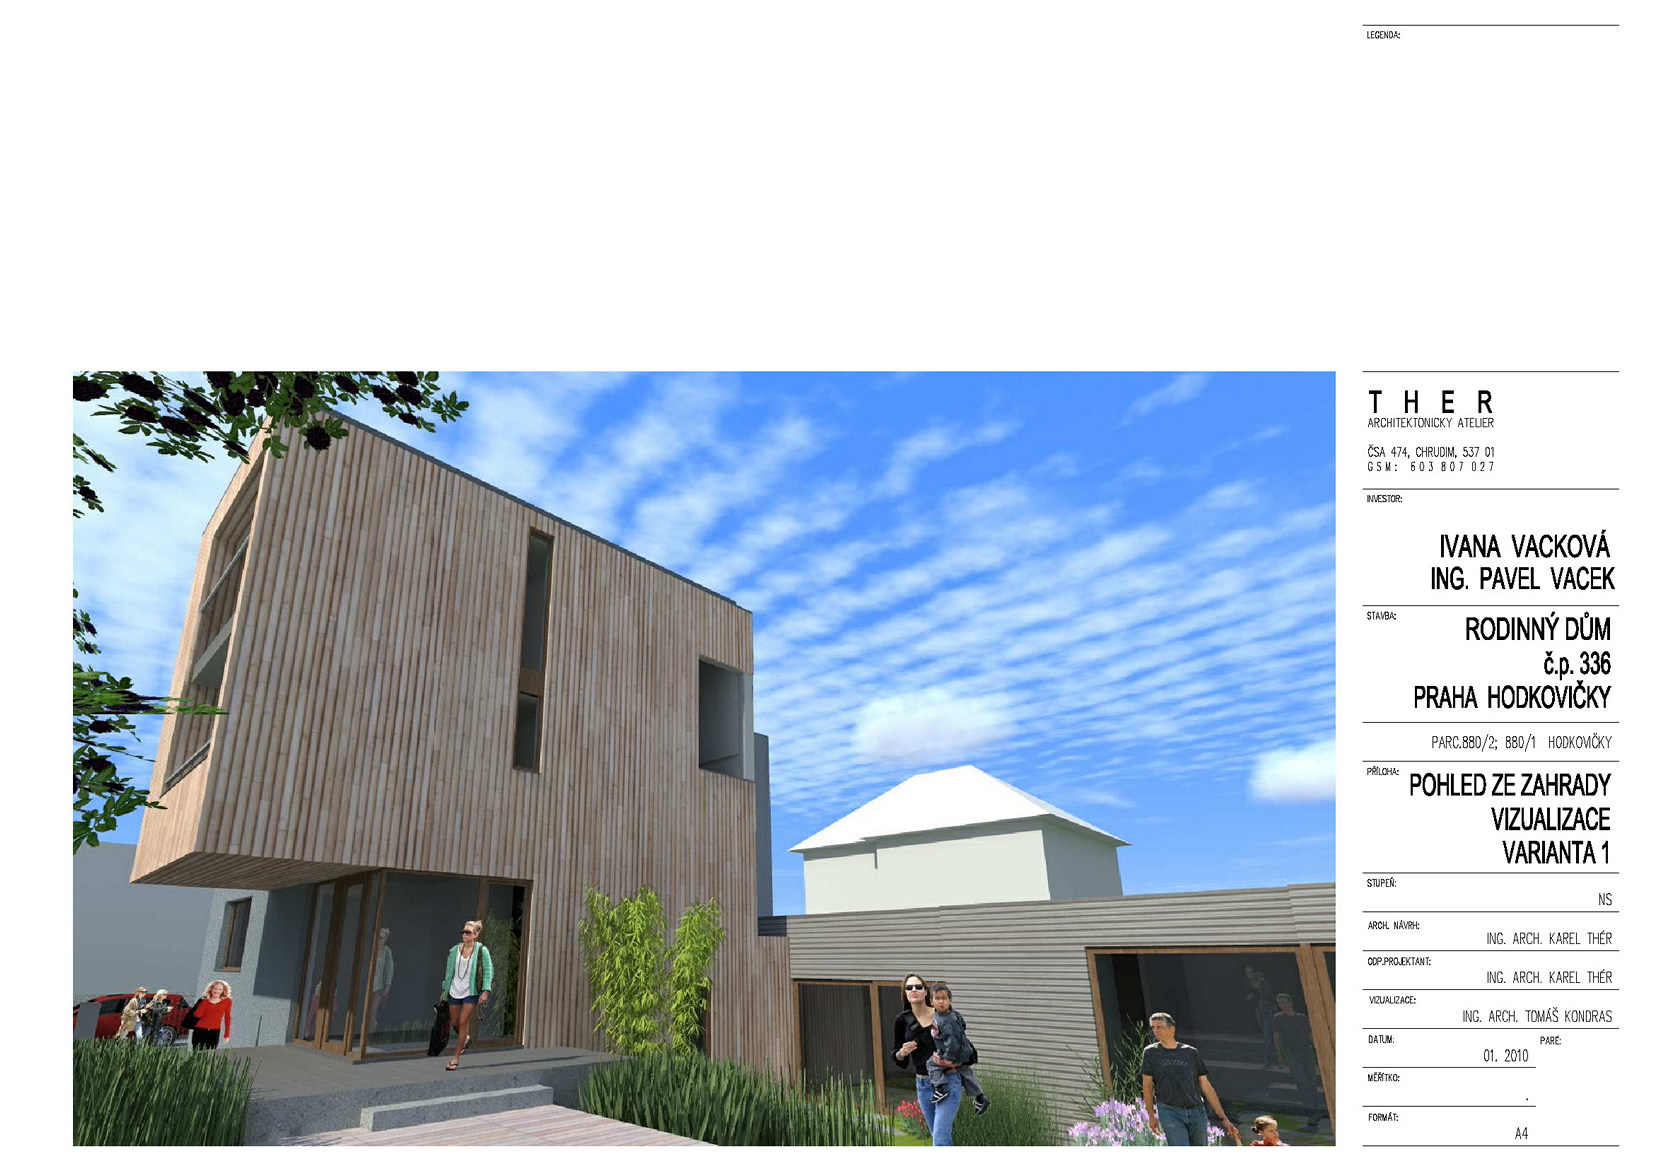 LEGENDA:
T H E R
ARCHITEKTONICKY ATELIER
ČSA 474, CHRUDIM, 537 01
GSM: 603 807 027
INVESTOR:
IVANA VACKOVÁ
ING. PAVEL VACEK
STAVBA:
RODINNÝ DŮM
č.p. 336
PRAHA HODKOVIČKY
PARC.880/2; 880/1 HODKOVIČKY
PŘÍLOHA:
POHLED ZE ZAHRADY
VIZUALIZACE
VARIANTA 1
STUPEŇ:
NS
ARCH. NÁVRH:
ING. ARCH. KAREL THÉR
ODP.PROJEKTANT:
ING. ARCH. KAREL THÉR
VIZUALIZACE:
ING. ARCH. TOMÁŠ KONDRAS
DATUM:
01. 2010
PARÉ:
MĚŘÍTKO:
.
FORMÁT:
A4